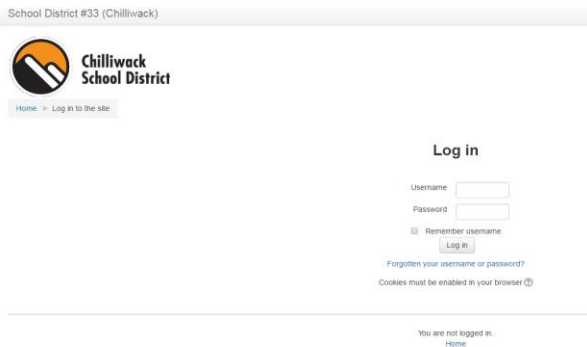 School District #33 (Chilliwack)
Chilliwack
School District
Home ► Log in to the site
Log in
Username
Password
Remember username
Log in
Forgotten your username or password?
Cookies must be enabled in your browser
You are not logged in.
Home